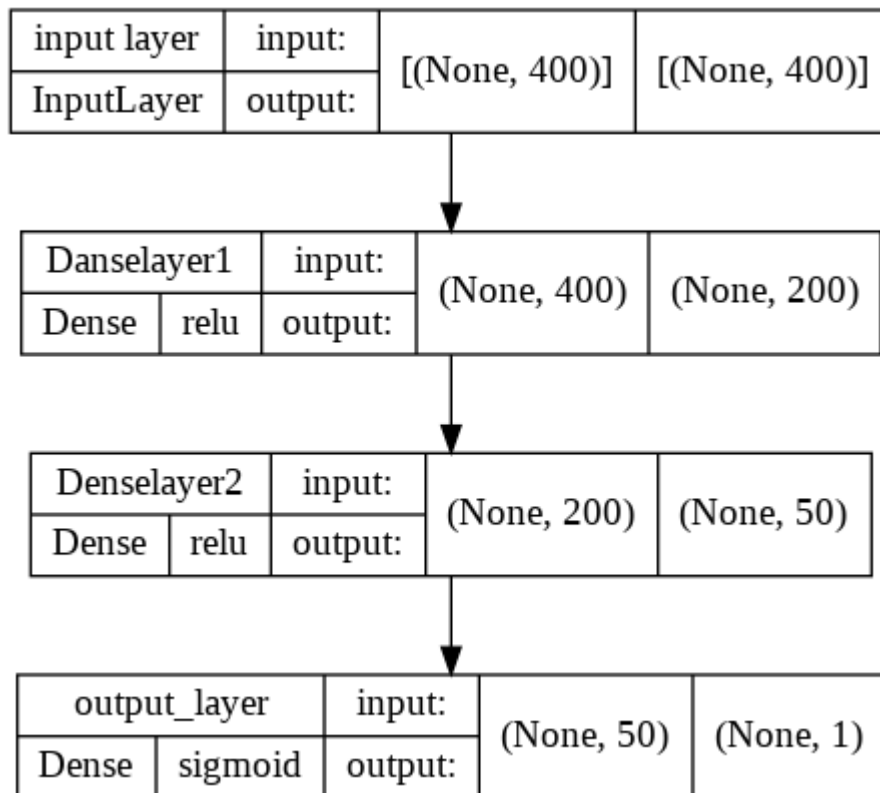 input layer input: [(None, 400)] [(None, 400)]
InputLayer output:
Danselayer1 input: (None, 400) (None, 200)
Dense relu output:
Denselayer2 input: (None, 200) (None, 50)
Dense relu output:
output_layer input: (None, 50) (None, 1)
Dense sigmoid output: